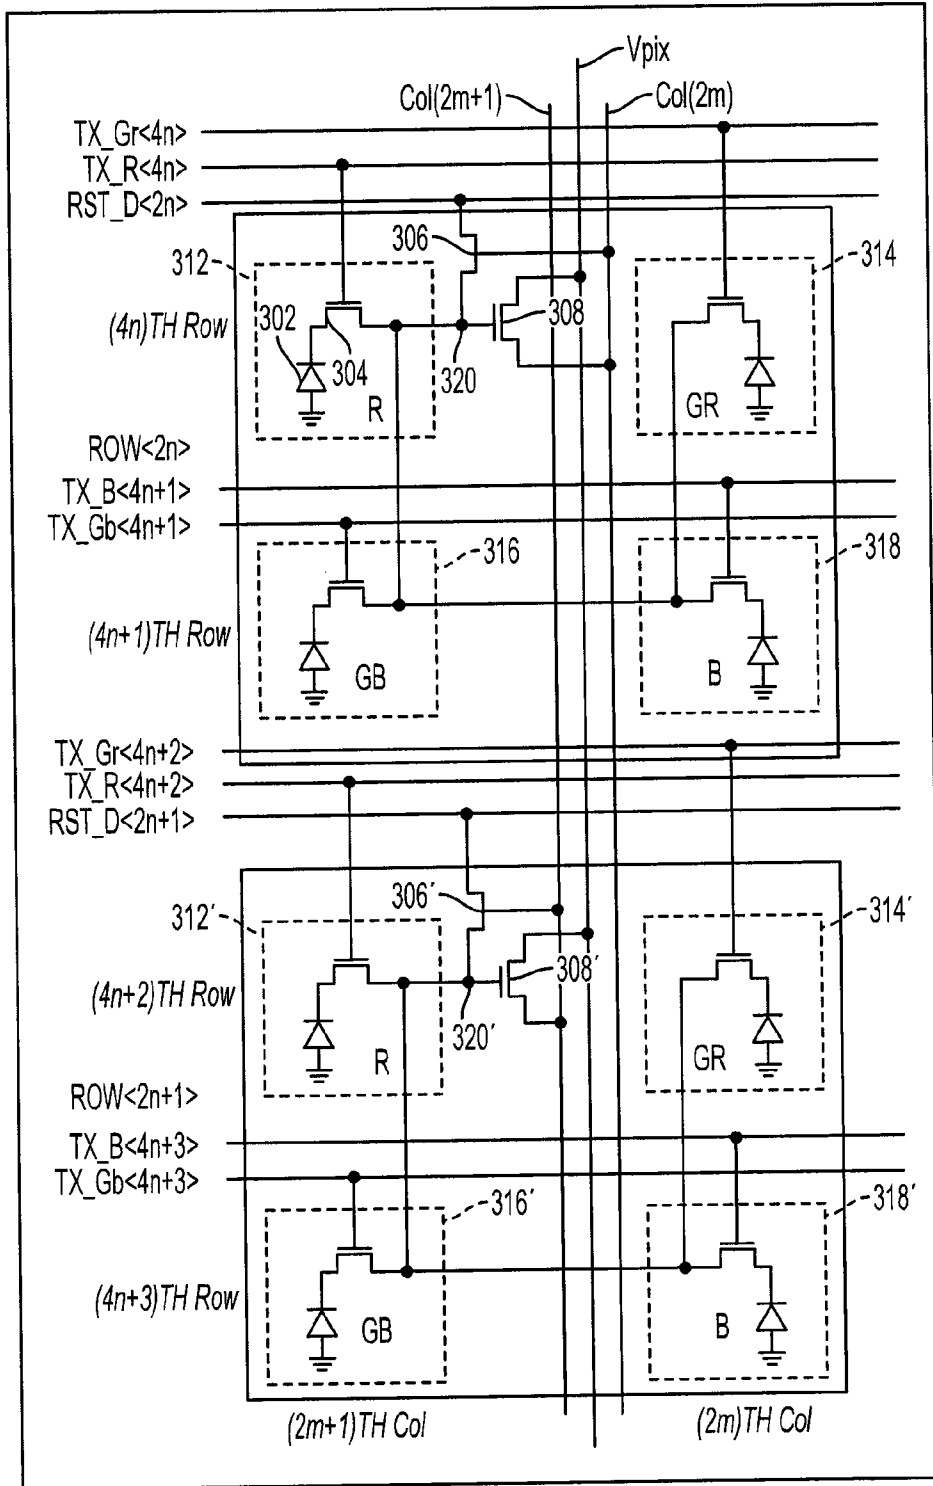 Vpix
Col(2m+1)
Col(2m)
TX_Gr<4n>
TX_R<4n>
RST_D<2n>
306
312
314
(4n)TH Row
302
308
304
320
R
GR
ROW<2n>
TX_B<4n+1>
TX_Gb<4n+1>
316
318
(4n+1)TH Row
GB
B
TX_Gr<4n+2>
TX_R<4n+2>
RST_D<2n+1>
306′
312′
314′
308′
(4n+2)TH Row
320′
R
GR
ROW<2n+1>
TX_B<4n+3>
TX_Gb<4n+3>
316′
318′
(4n+3)TH Row
GB
B
(2m+1)TH Col
(2m)TH Col